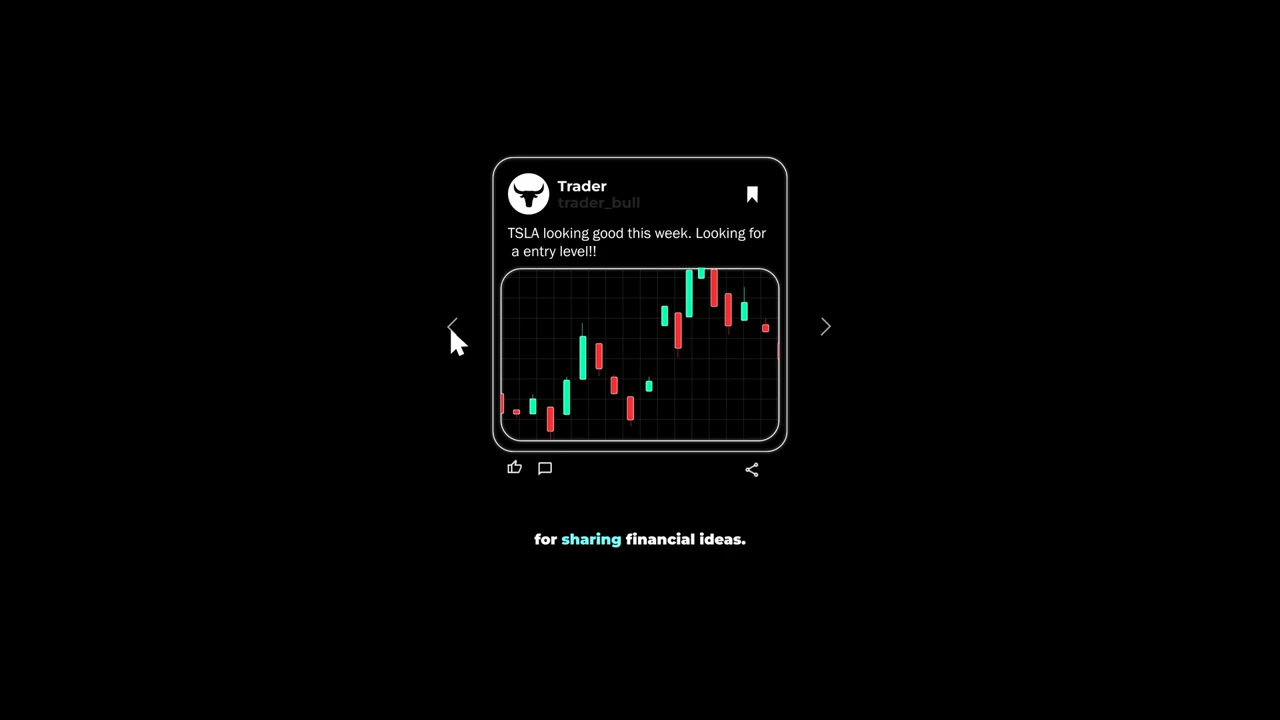 Trader
trader_bull
TSLA looking good this week. Looking for
a entry level!!
for sharing financial ideas.